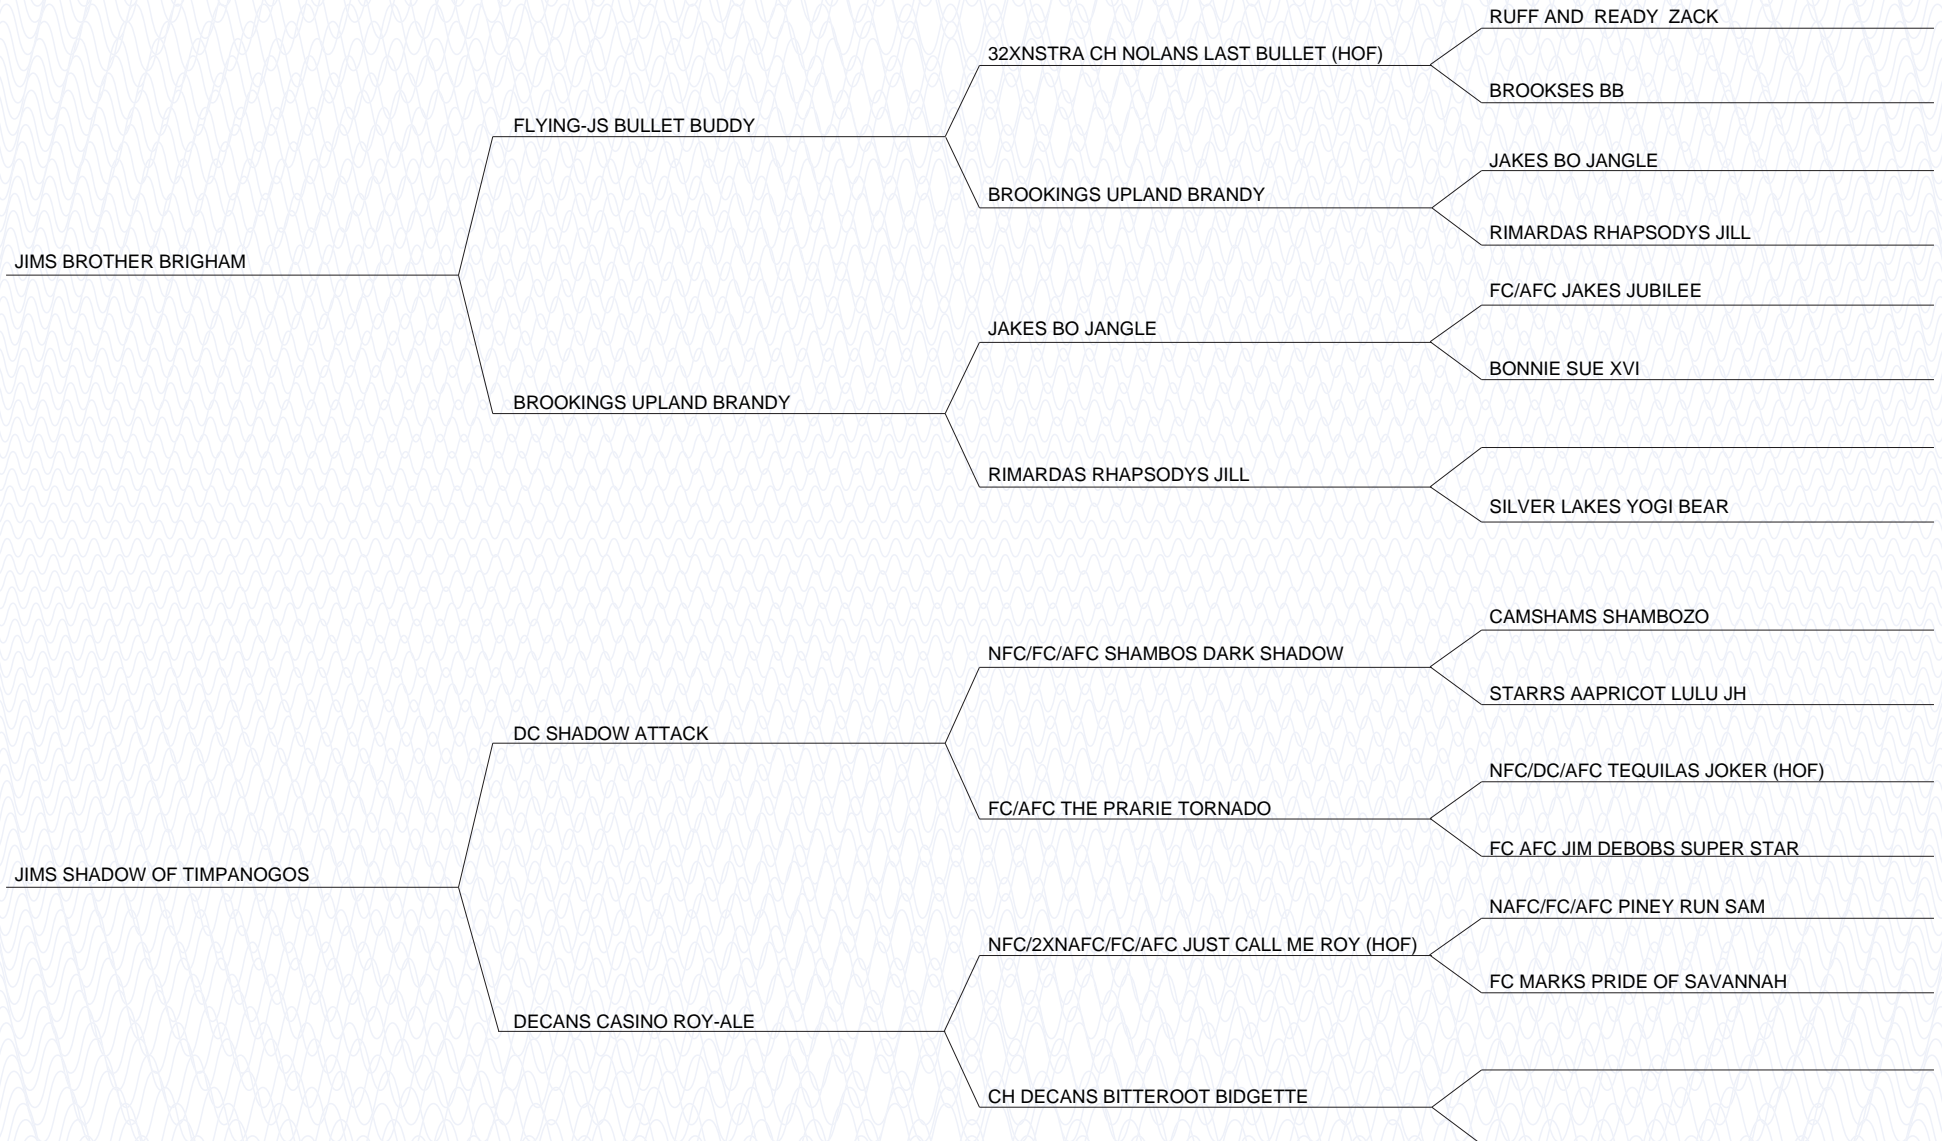 RUFF AND  READY  ZACK
32XNSTRA CH NOLANS LAST BULLET (HOF)
BROOKSES BB
FLYING-JS BULLET BUDDY
JAKES BO JANGLE
BROOKINGS UPLAND BRANDY
RIMARDAS RHAPSODYS JILL
JIMS BROTHER BRIGHAM
FC/AFC JAKES JUBILEE
JAKES BO JANGLE
BONNIE SUE XVI
BROOKINGS UPLAND BRANDY
RIMARDAS RHAPSODYS JILL
SILVER LAKES YOGI BEAR
CAMSHAMS SHAMBOZO
NFC/FC/AFC SHAMBOS DARK SHADOW
STARRS AAPRICOT LULU JH
DC SHADOW ATTACK
NFC/DC/AFC TEQUILAS JOKER (HOF)
FC/AFC THE PRARIE TORNADO
FC AFC JIM DEBOBS SUPER STAR
JIMS SHADOW OF TIMPANOGOS
NAFC/FC/AFC PINEY RUN SAM
NFC/2XNAFC/FC/AFC JUST CALL ME ROY (HOF)
FC MARKS PRIDE OF SAVANNAH
DECANS CASINO ROY-ALE
CH DECANS BITTEROOT BIDGETTE